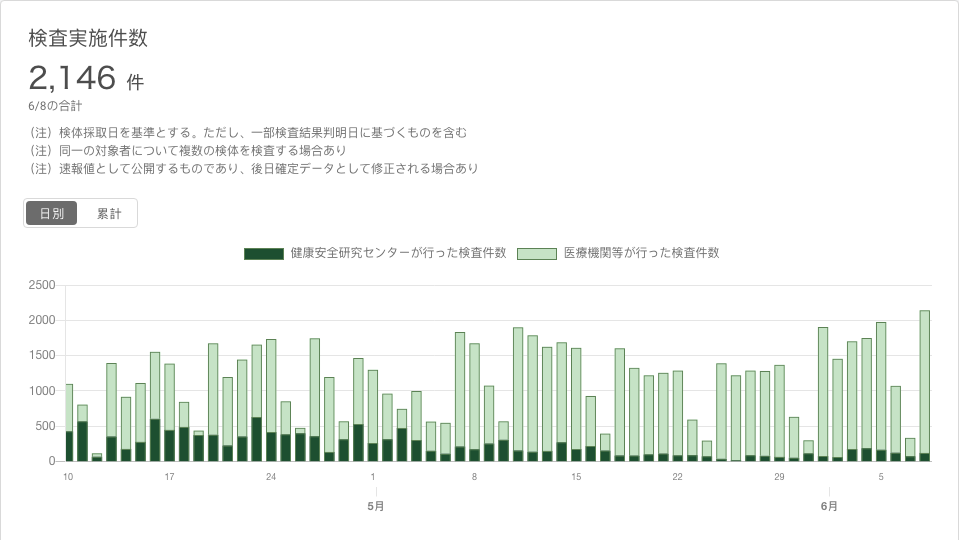 検査実施件数
2,146 件
6/8の合計
（注）検体採取日を基準とする。ただし、一部検査結果判明日に基づくものを含む
（注）同一の対象者について複数の検体を検査する場合あり
（注）速報値として公開するものであり、後日確定データとして修正される場合あり
日別 累計
健康安全研究センターが行った検査件数 医療機関等が行った検査件数
2500
2000
1500
1000
500
0
10 17 24 1 8 15 22 29 5
5月 6月